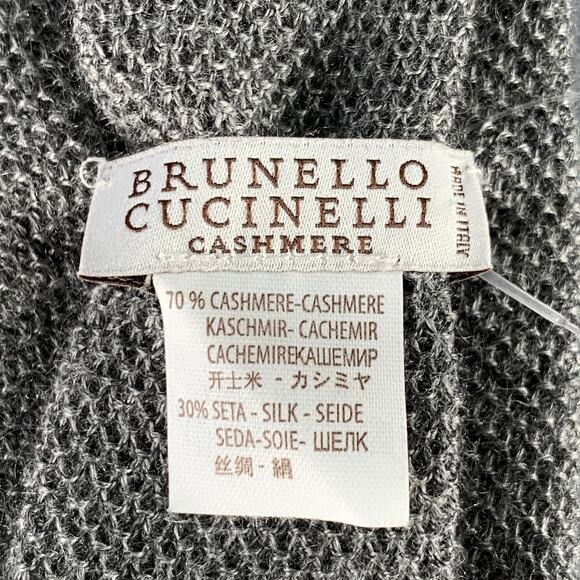 BRUNELLO
CUCINELLI
CASHMERE
MADE IN ITALY
70 % CASHMERE-CASHMERE
KASCHMIR- CACHEMIR
CACHEMIREКАШЕМИР
开士米 - カシミヤ
30% SETA - SILK - SEIDE
SEDA-SOIE- ШЕЛК
丝绸 - 絹